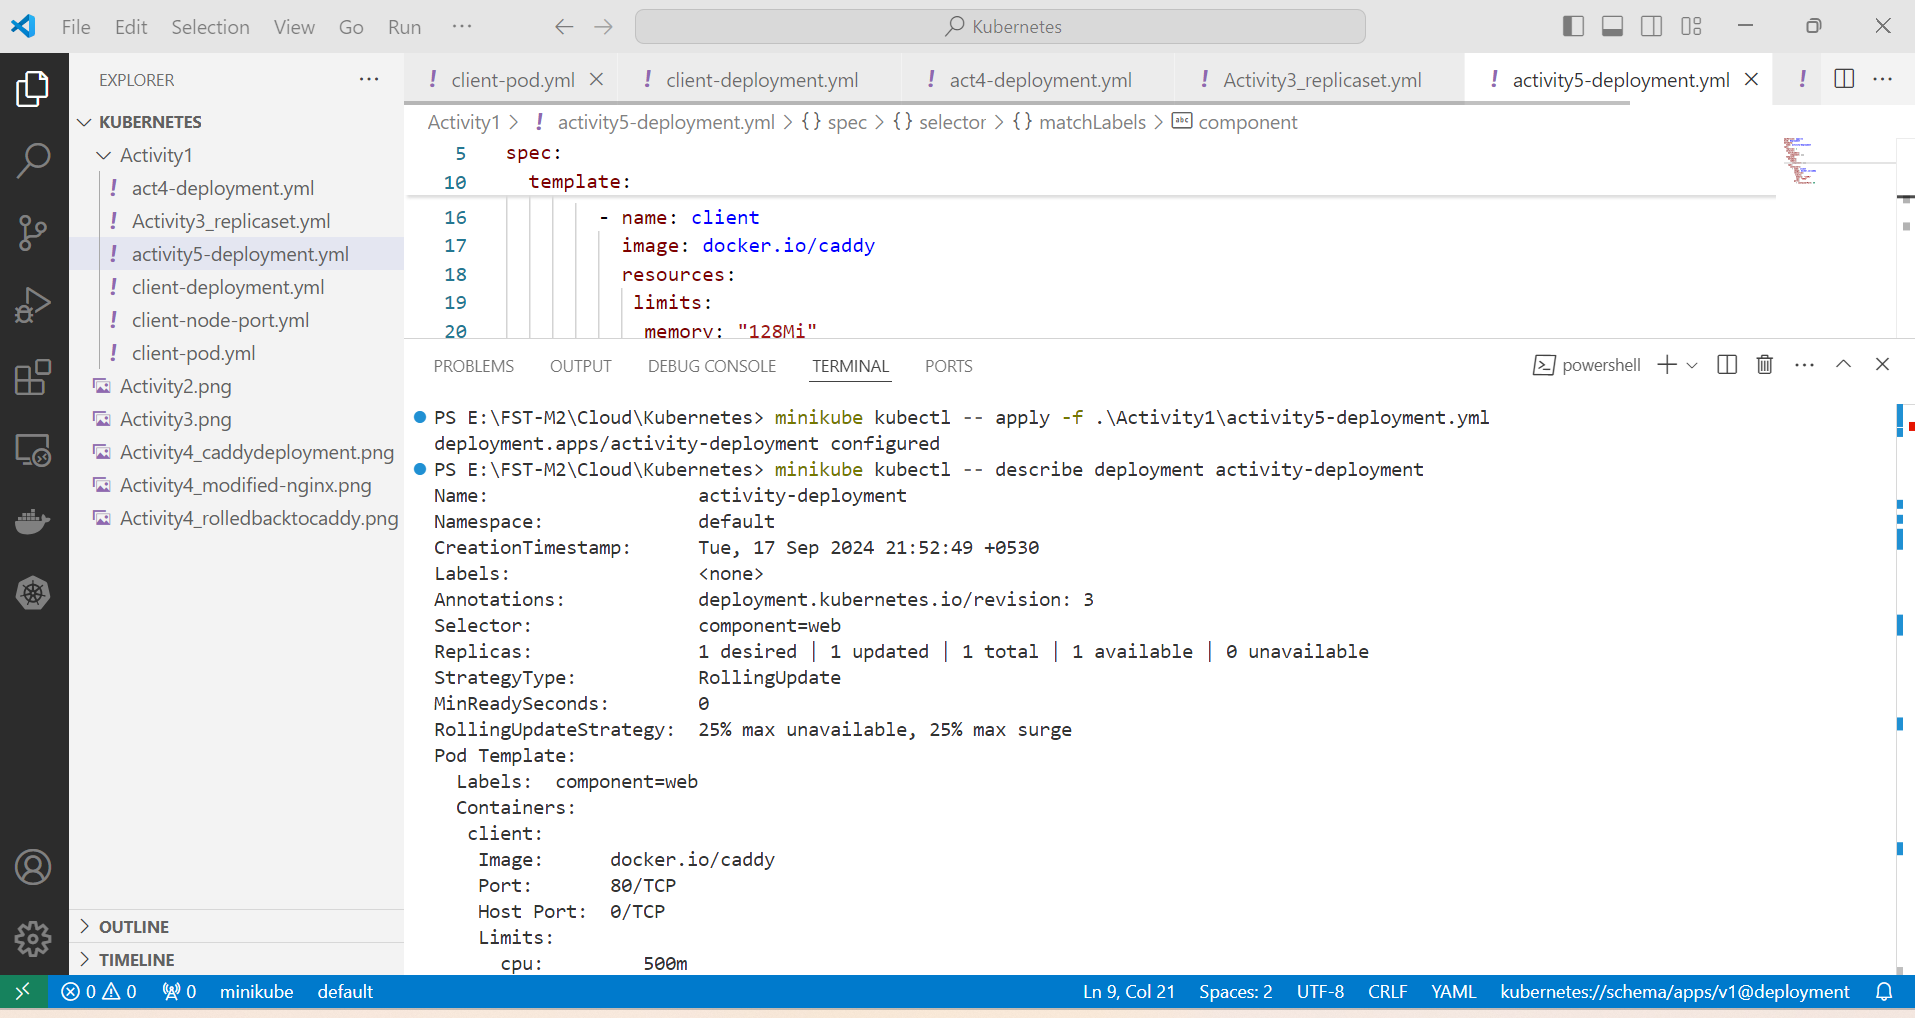 File Edit Selection View Go Run ···
Kubernetes
EXPLORER
KUBERNETES
Activity1
act4-deployment.yml
Activity3_replicaset.yml
activity5-deployment.yml
client-deployment.yml
client-node-port.yml
client-pod.yml
Activity2.png
Activity3.png
Activity4_caddydeployment.png
Activity4_modified-nginx.png
Activity4_rolledbacktocaddy.png
OUTLINE
TIMELINE
! client-pod.yml ! client-deployment.yml ! act4-deployment.yml ! Activity3_replicaset.yml ! activity5-deployment.yml !
Activity1 > ! activity5-deployment.yml > {} spec > {} selector > {} matchLabels > abc component
5 spec:
10 template:
16 - name: client
17 image: docker.io/caddy
18 resources:
19 limits:
20 memory: "128Mi"
PROBLEMS OUTPUT DEBUG CONSOLE TERMINAL PORTS powershell
PS E:\FST-M2\Cloud\Kubernetes> minikube kubectl -- apply -f .\Activity1\activity5-deployment.yml
deployment.apps/activity-deployment configured
PS E:\FST-M2\Cloud\Kubernetes> minikube kubectl -- describe deployment activity-deployment
Name: activity-deployment
Namespace: default
CreationTimestamp: Tue, 17 Sep 2024 21:52:49 +0530
Labels: <none>
Annotations: deployment.kubernetes.io/revision: 3
Selector: component=web
Replicas: 1 desired | 1 updated | 1 total | 1 available | 0 unavailable
StrategyType: RollingUpdate
MinReadySeconds: 0
RollingUpdateStrategy: 25% max unavailable, 25% max surge
Pod Template:
Labels: component=web
Containers:
client:
Image: docker.io/caddy
Port: 80/TCP
Host Port: 0/TCP
Limits:
cpu: 500m
0 0 0 minikube default Ln 9, Col 21 Spaces: 2 UTF-8 CRLF YAML kubernetes://schema/apps/v1@deployment